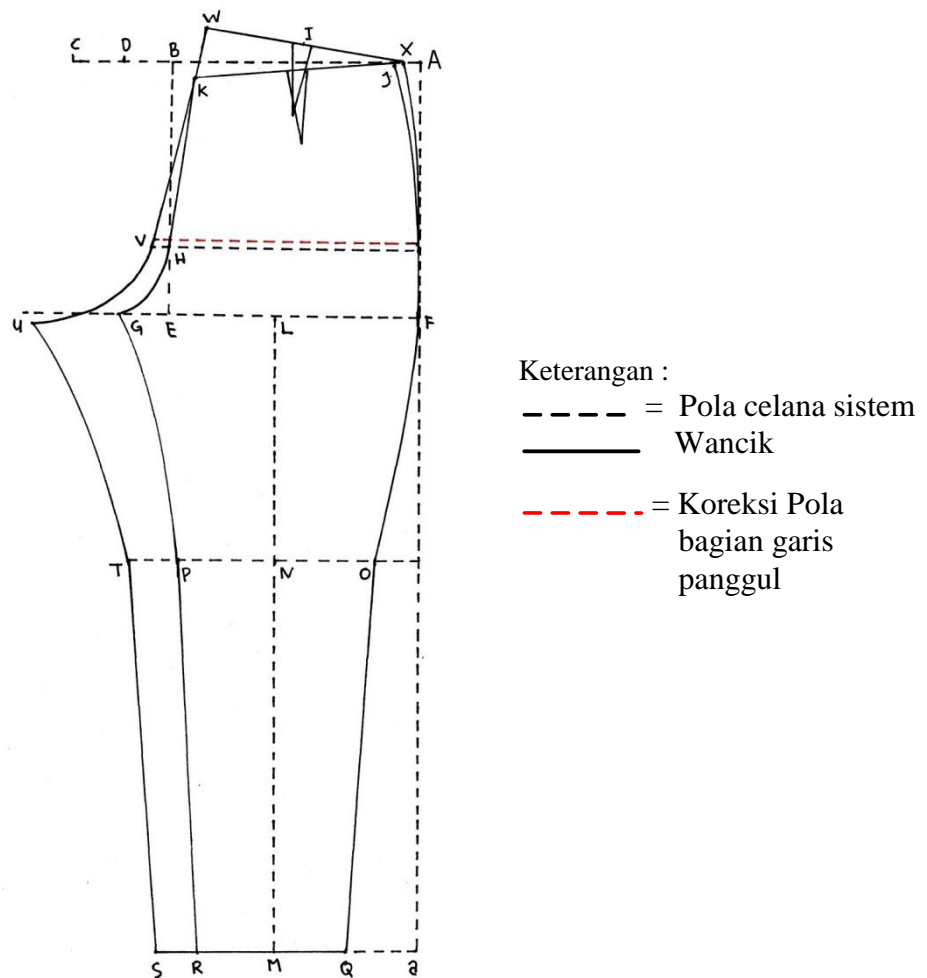 W
I
C D B X A
K J
V
H
U G E L F
T P N O
S R M Q a
Keterangan :
= Pola celana sistem
Wancik
= Koreksi Pola
bagian garis
panggul